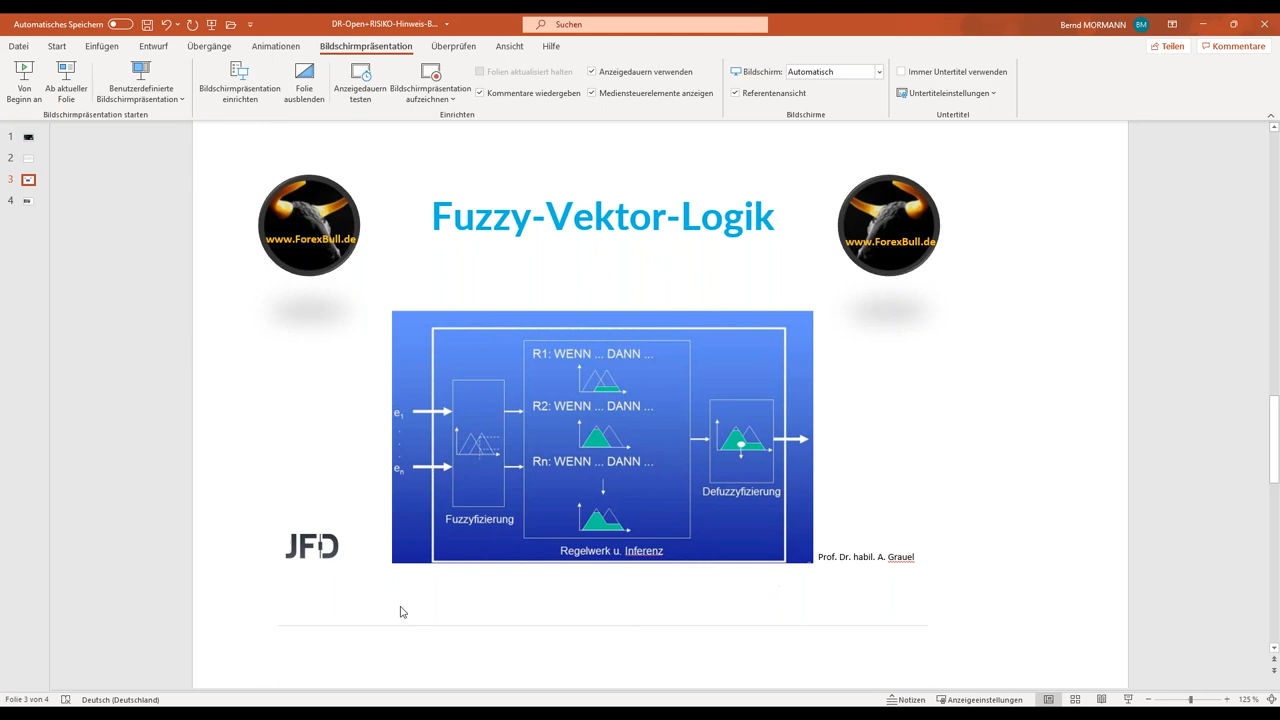 Automatisches Speichern
DR-Open+RISIKO-Hinweis-B...
Suchen
Bernd MORMANN
BM
Datei
Start
Einfügen
Entwurf
Übergänge
Animationen
Bildschirmpräsentation
Überprüfen
Ansicht
Hilfe
Teilen
Kommentare
Von
Beginn an
Ab aktueller
Folie
Benutzerdefinierte
Bildschirmpräsentation
Bildschirmpräsentation starten
Bildschirmpräsentation
einrichten
Folie
ausblenden
Anzeigedauern
testen
Bildschirmpräsentation
aufzeichnen
Folien aktualisiert halten
Kommentare wiedergeben
Anzeigedauern verwenden
Mediensteuerelemente anzeigen
Einrichten
Bildschirm:
Automatisch
Referentenansicht
Bildschirme
Immer Untertitel verwenden
Untertiteleinstellungen
Untertitel
1
2
3
4
www.ForexBull.de
Fuzzy-Vektor-Logik
www.ForexBull.de
R1: WENN ... DANN ...
R2: WENN ... DANN ...
Rn: WENN ... DANN ...
e1
.
.
.
en
Fuzzyfizierung
Defuzzyfizierung
Regelwerk u. Inferenz
JFD
Prof. Dr. habil. A. Grauel
Folie 3 von 4
Deutsch (Deutschland)
Notizen
Anzeigeeinstellungen
125 %